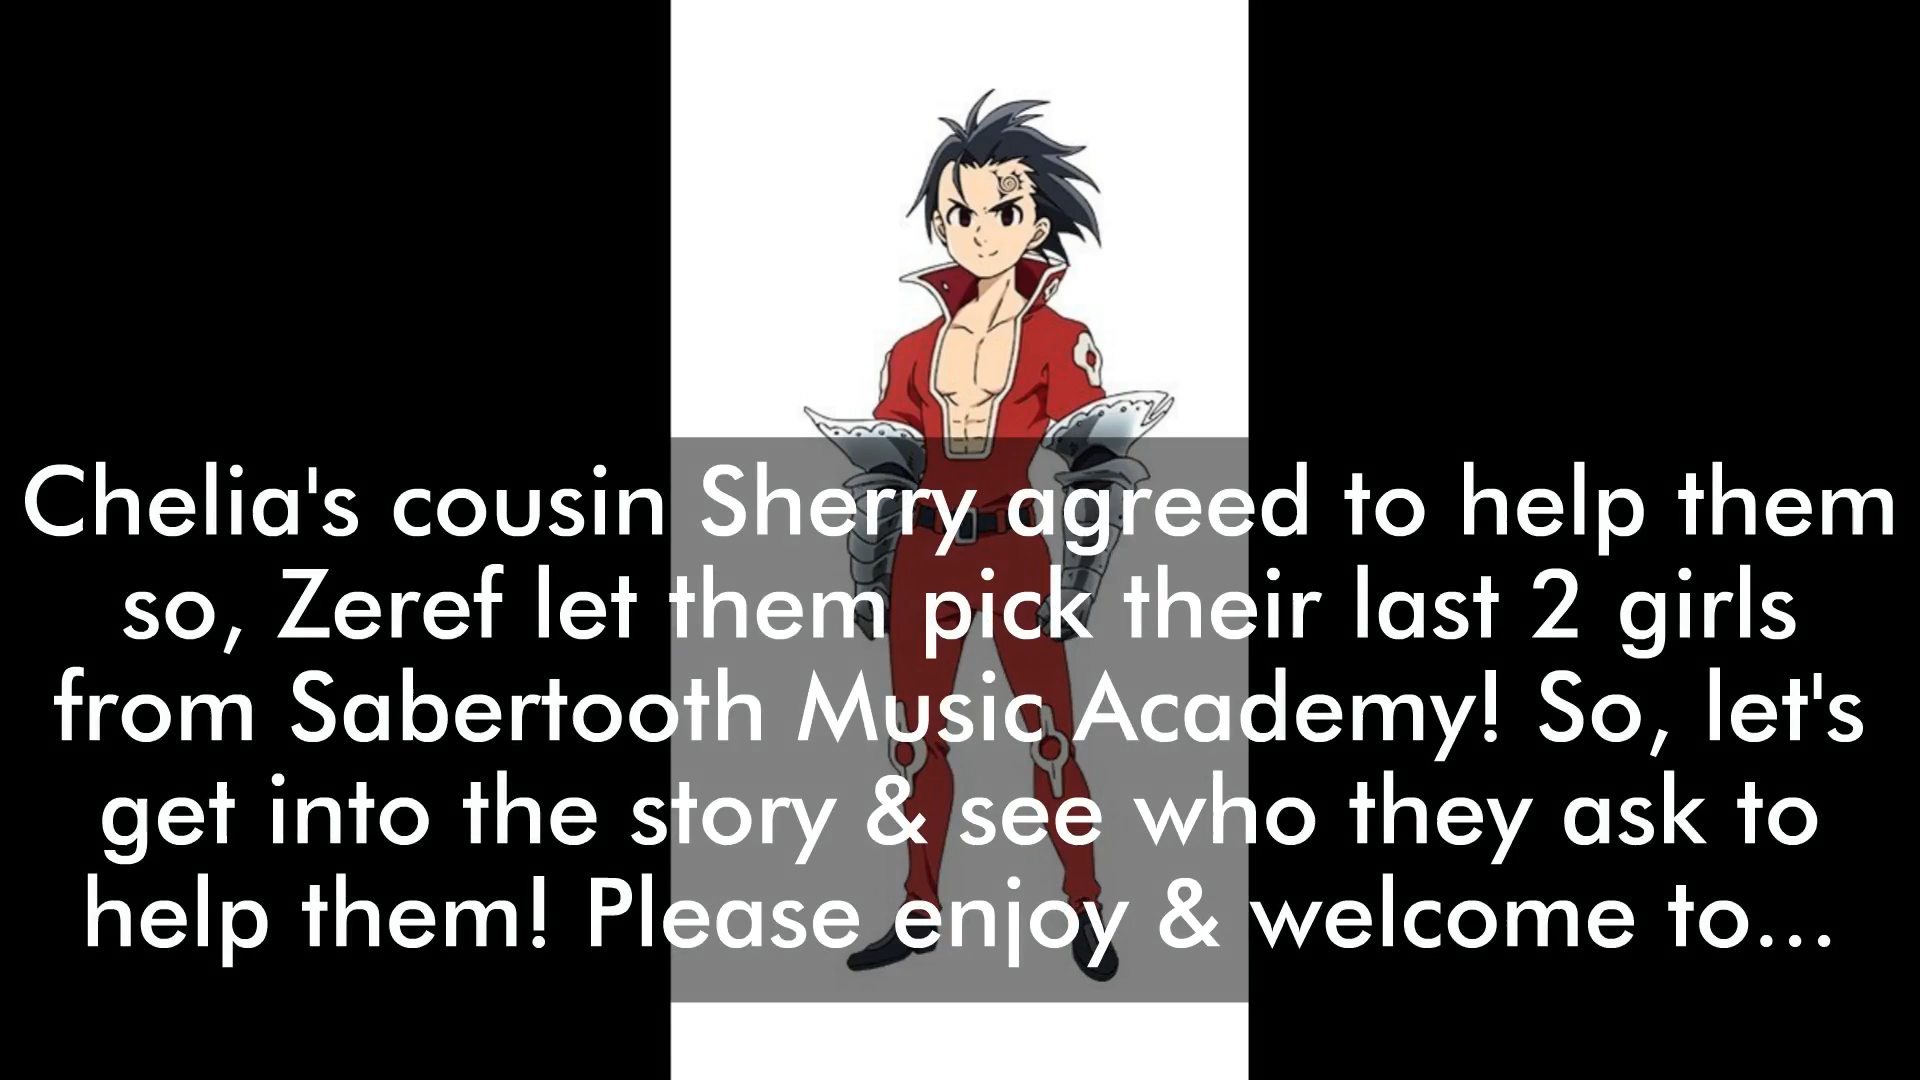 Chelia's cousin Sherry agreed to help them
so, Zeref let them pick their last 2 girls
from Sabertooth Music Academy! So, let's
get into the story & see who they ask to
help them! Please enjoy & welcome to...